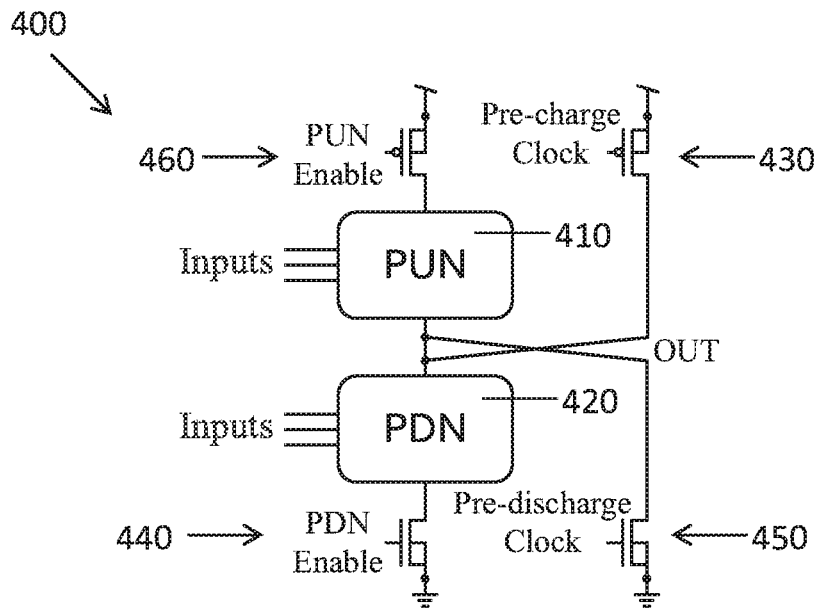 400
460
PUN
Enable
Pre-charge
Clock
430
Inputs
PUN
410
OUT
Inputs
PDN
420
440
PDN
Enable
Pre-discharge
Clock
450